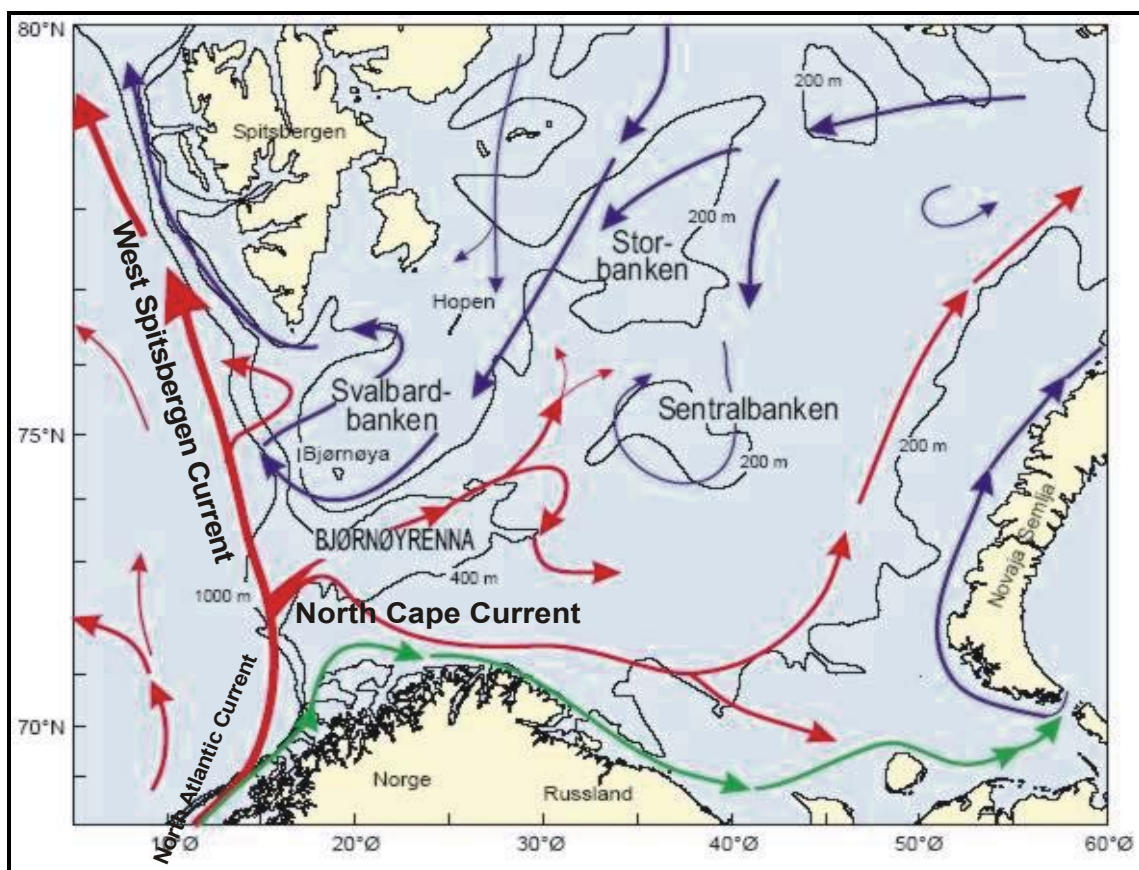 80°N
200 m
Spitsbergen
200 m
Stor-
banken
Hopen
West Spitsbergen Current
Svalbard-
banken
Sentralbanken
75°N
Bjørnøya
200 m
200 m
Novaja Semlja
BJØRNØYRENNA
400 m
1000 m
North Cape Current
North Atlantic Current
70°N
Norge
Russland
20°Ø
30°Ø
40°Ø
50°Ø
60°Ø